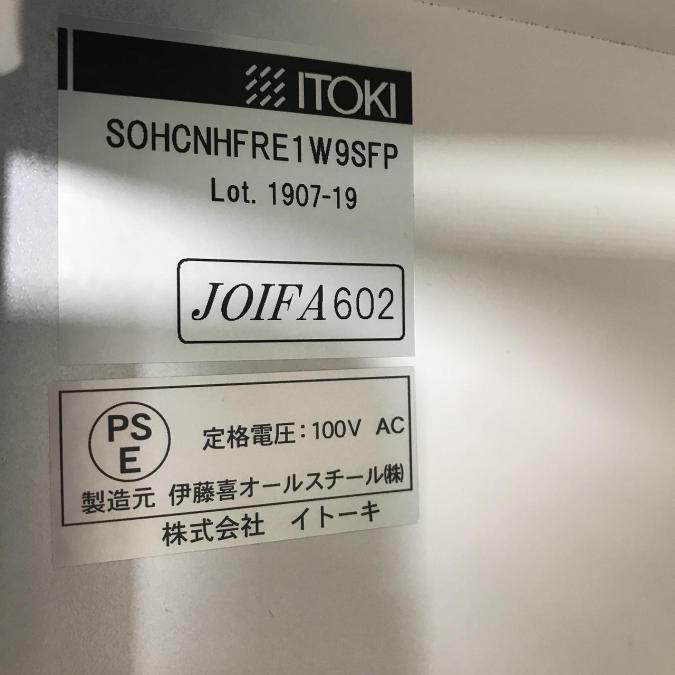 ITOKI
SOHCNHFRE1W9SFP
Lot. 1907-19
JOIFA602
PS
E
定格電圧:100V AC
製造元 伊藤喜オールスチール㈱
株式会社 イトーキ